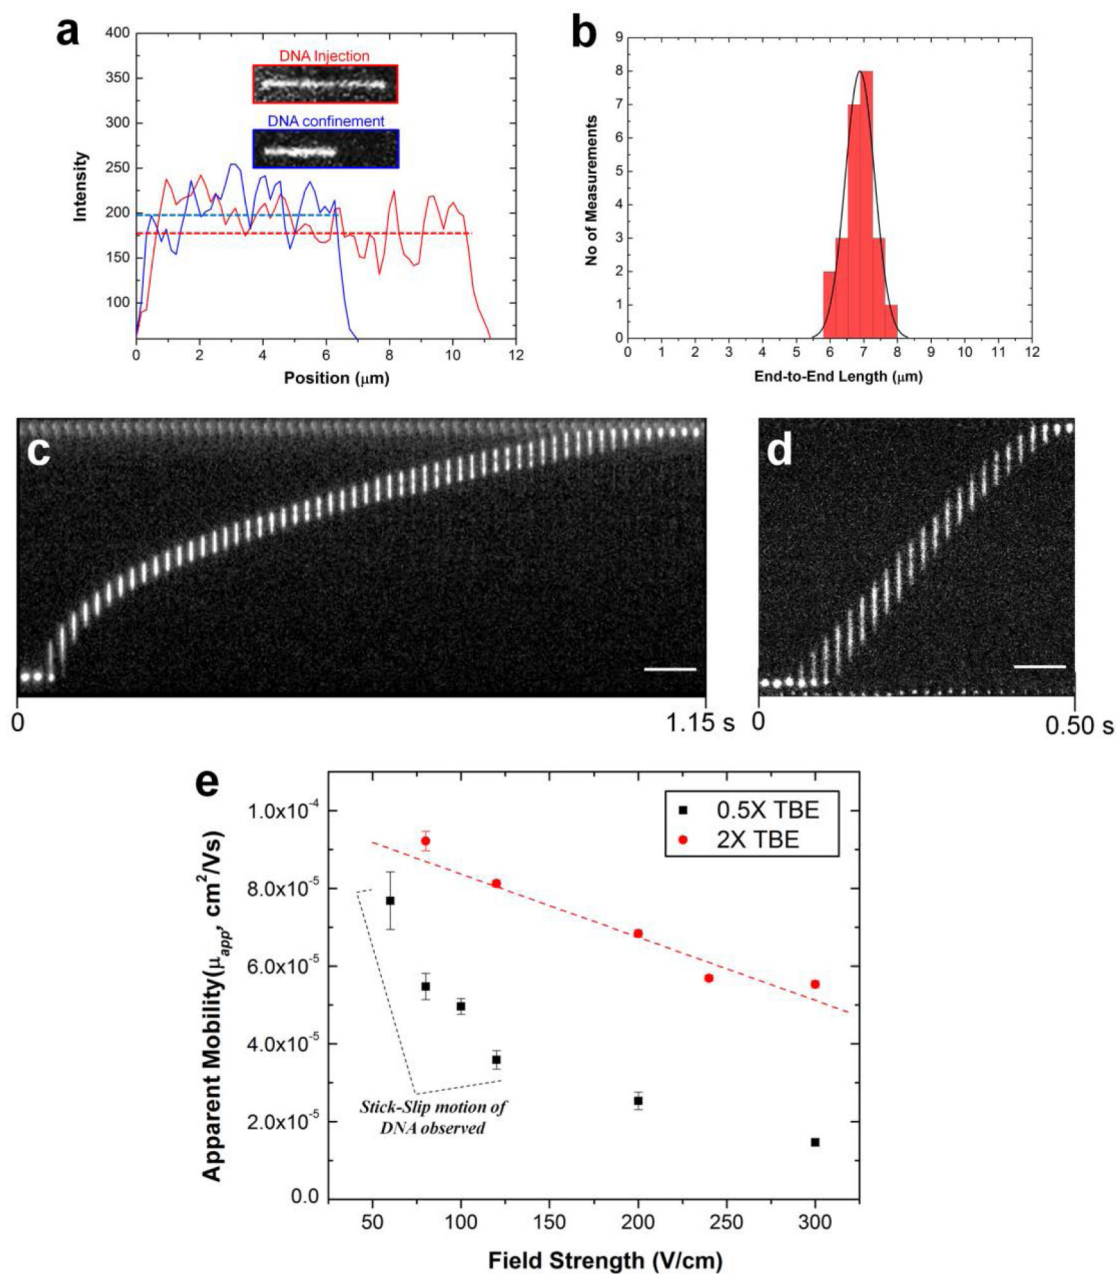 a
400
350
300
250
200
150
100
Intensity
0
2
4
6
8
10
12
Position (μm)
DNA Injection
DNA confinement
b
9
8
7
6
5
4
3
2
1
0
No of Measurements
0 1 2 3 4 5 6 7 8 9 10 11 12
End-to-End Length (μm)
c
0
1.15 s
d
0
0.50 s
e
1.0x10⁻⁴
8.0x10⁻⁵
6.0x10⁻⁵
4.0x10⁻⁵
2.0x10⁻⁵
0.0
Apparent Mobility(μapp, cm²/Vs)
0.5X TBE
2X TBE
Stick-Slip motion of
DNA observed
50 100 150 200 250 300
Field Strength (V/cm)